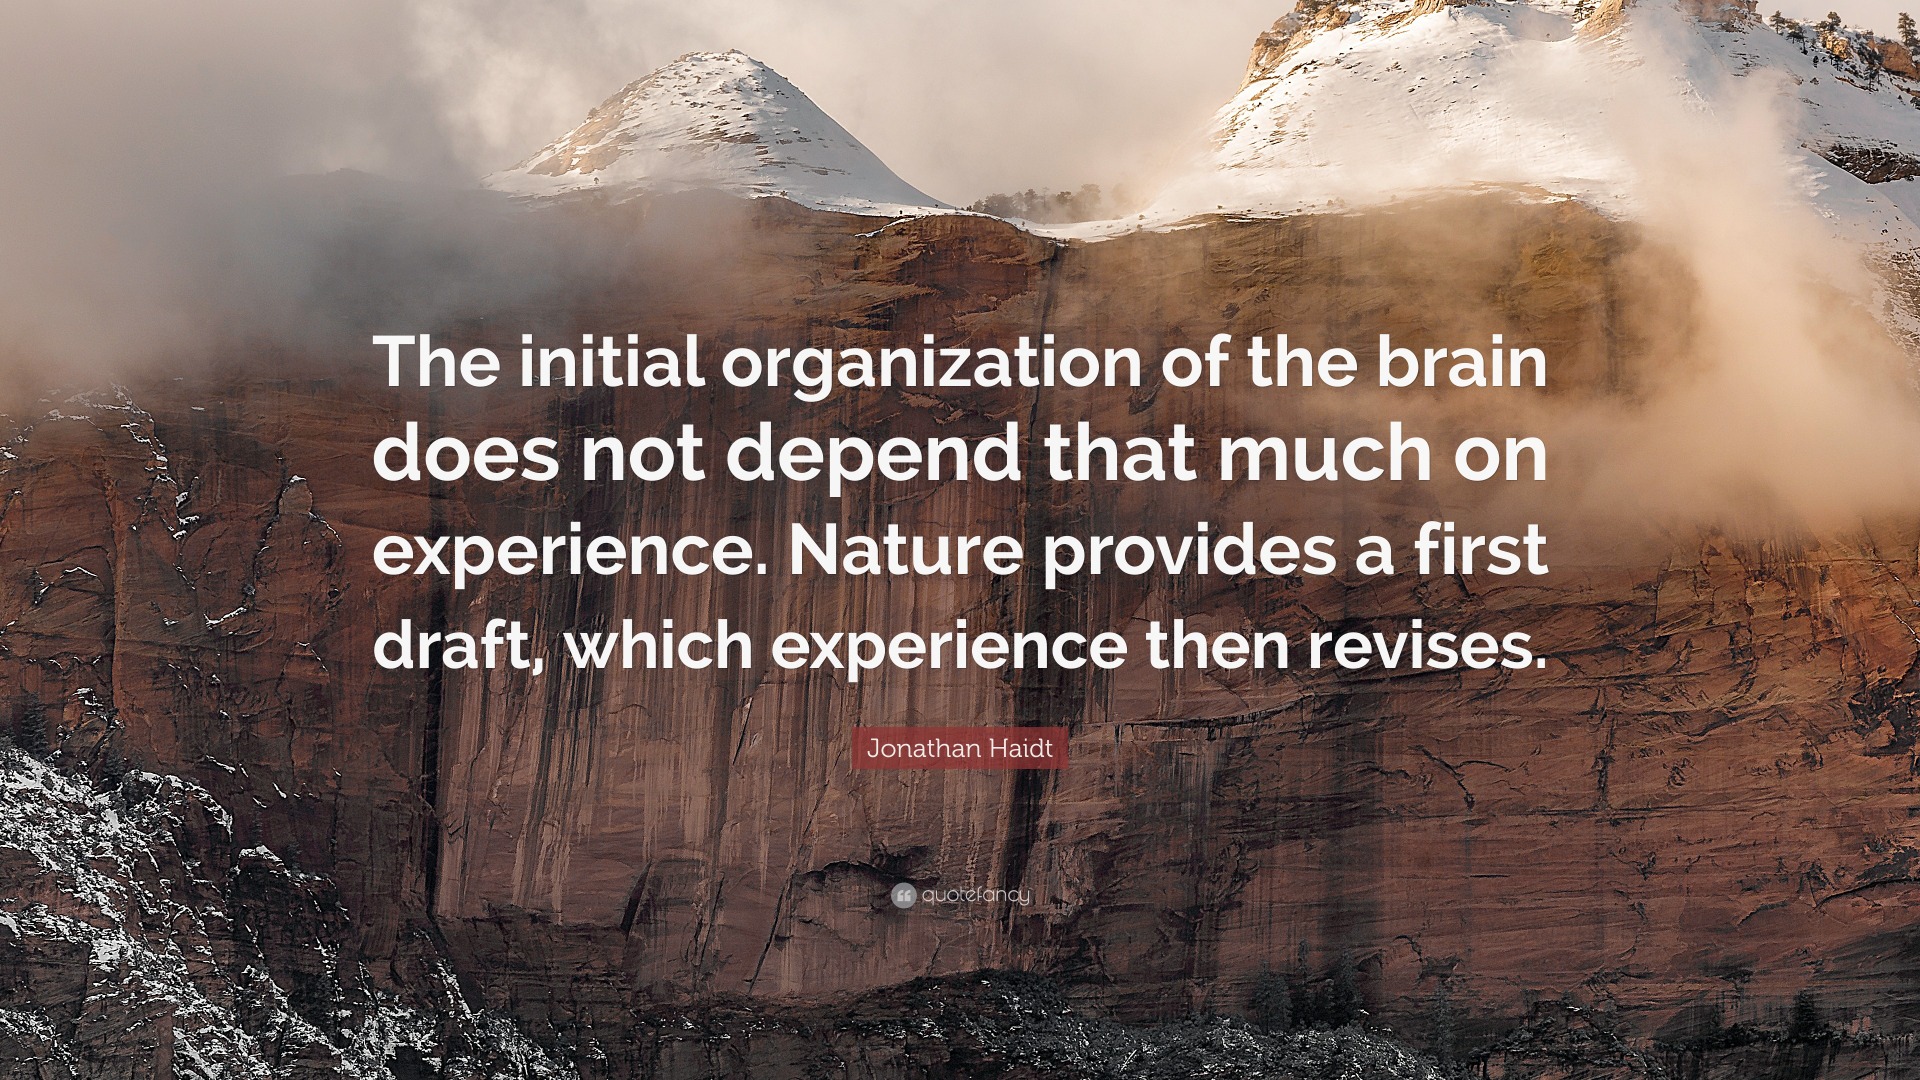 The initial organization of the brain
does not depend that much on
experience. Nature provides a first
draft, which experience then revises.
Jonathan Haidt
quotefancy